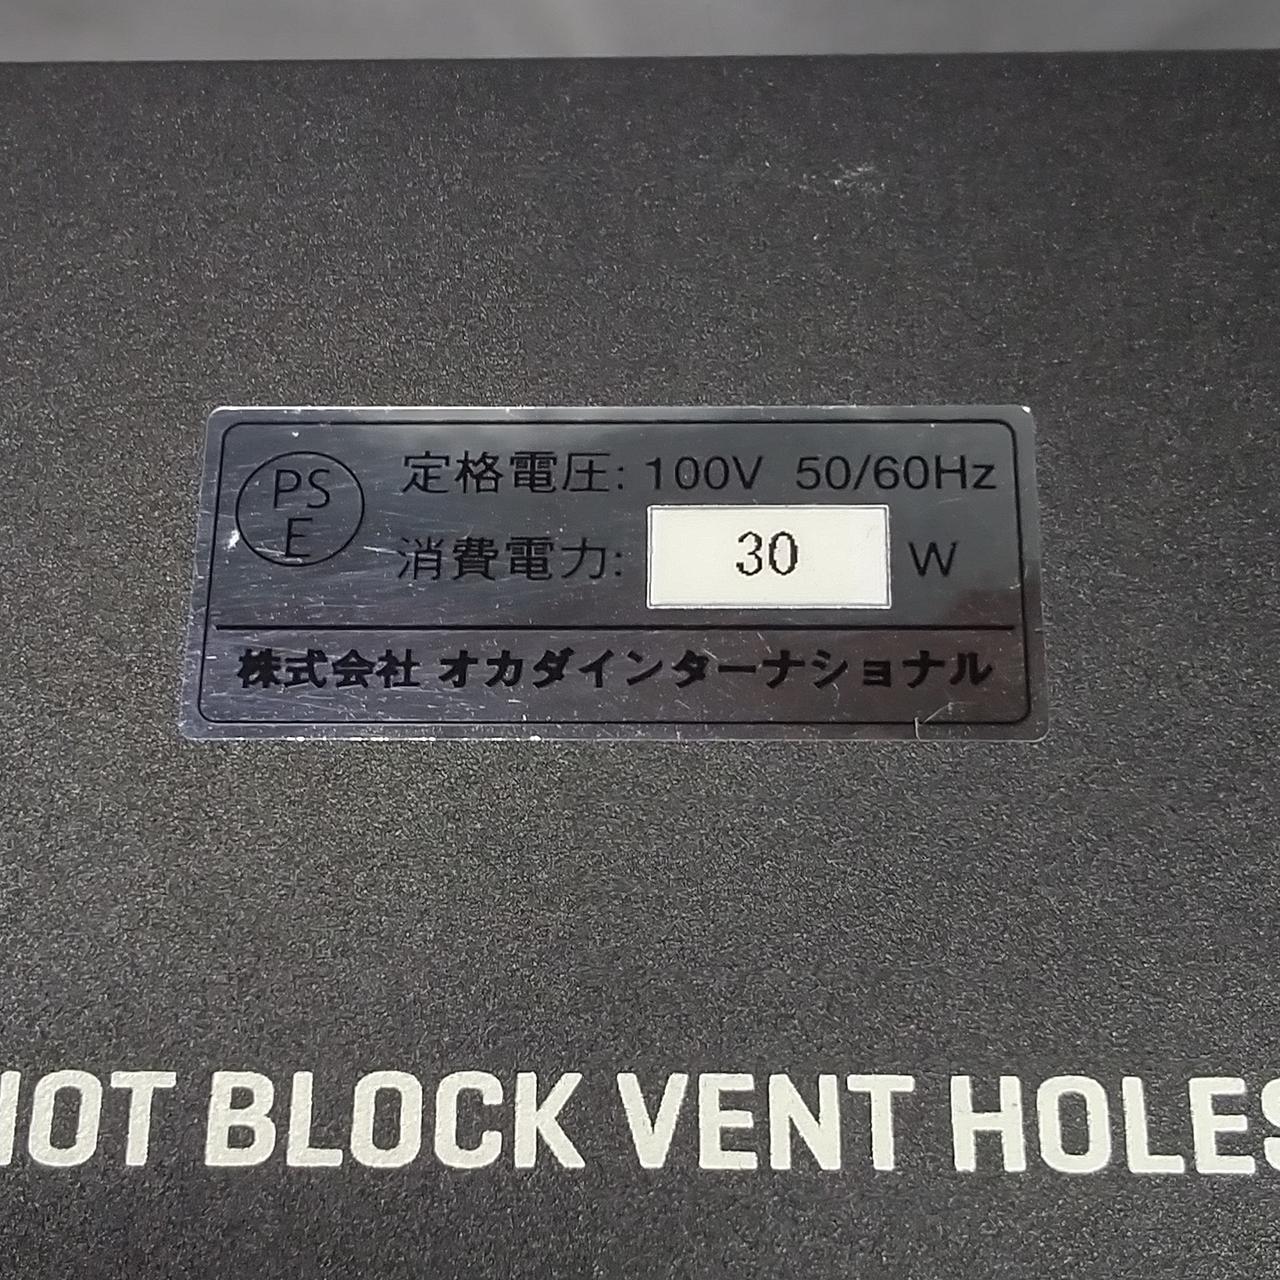 PS
E
定格電圧: 100V 50/60Hz
消費電力: 30 W
株式会社 オカダインターナショナル
NOT BLOCK VENT HOLES